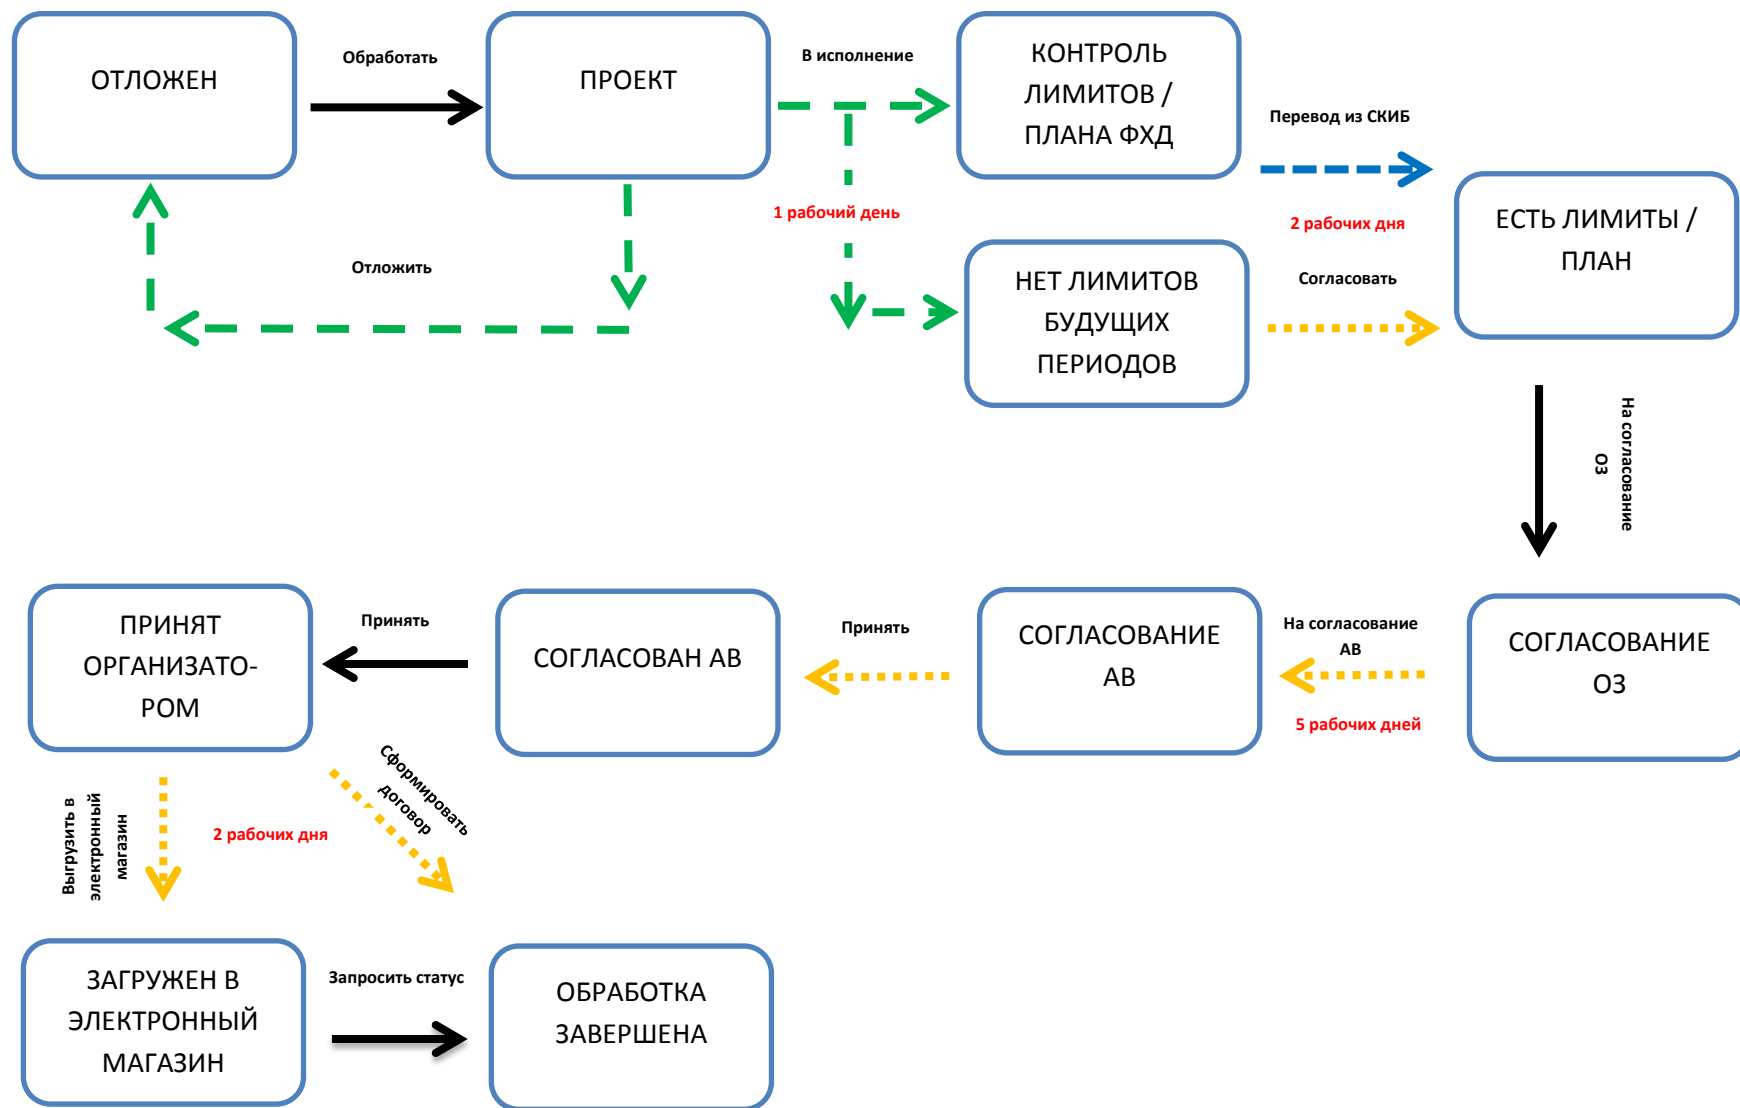 ОТЛОЖЕН
Обработать
ПРОЕКТ
В исполнение
КОНТРОЛЬ
ЛИМИТОВ /
ПЛАНА ФХД
Перевод из СКИБ
1 рабочий день
2 рабочих дня
ЕСТЬ ЛИМИТЫ /
ПЛАН
Отложить
НЕТ ЛИМИТОВ
БУДУЩИХ
ПЕРИОДОВ
Согласовать
На согласование
ОЗ
ПРИНЯТ
ОРГАНИЗАТО-
РОМ
Принять
СОГЛАСОВАН АВ
Принять
СОГЛАСОВАНИЕ
АВ
На согласование
АВ
5 рабочих дней
СОГЛАСОВАНИЕ
ОЗ
Выгрузить в
электронный
магазин
2 рабочих дня
Сформировать
договор
ЗАГРУЖЕН В
ЭЛЕКТРОННЫЙ
МАГАЗИН
Запросить статус
ОБРАБОТКА
ЗАВЕРШЕНА